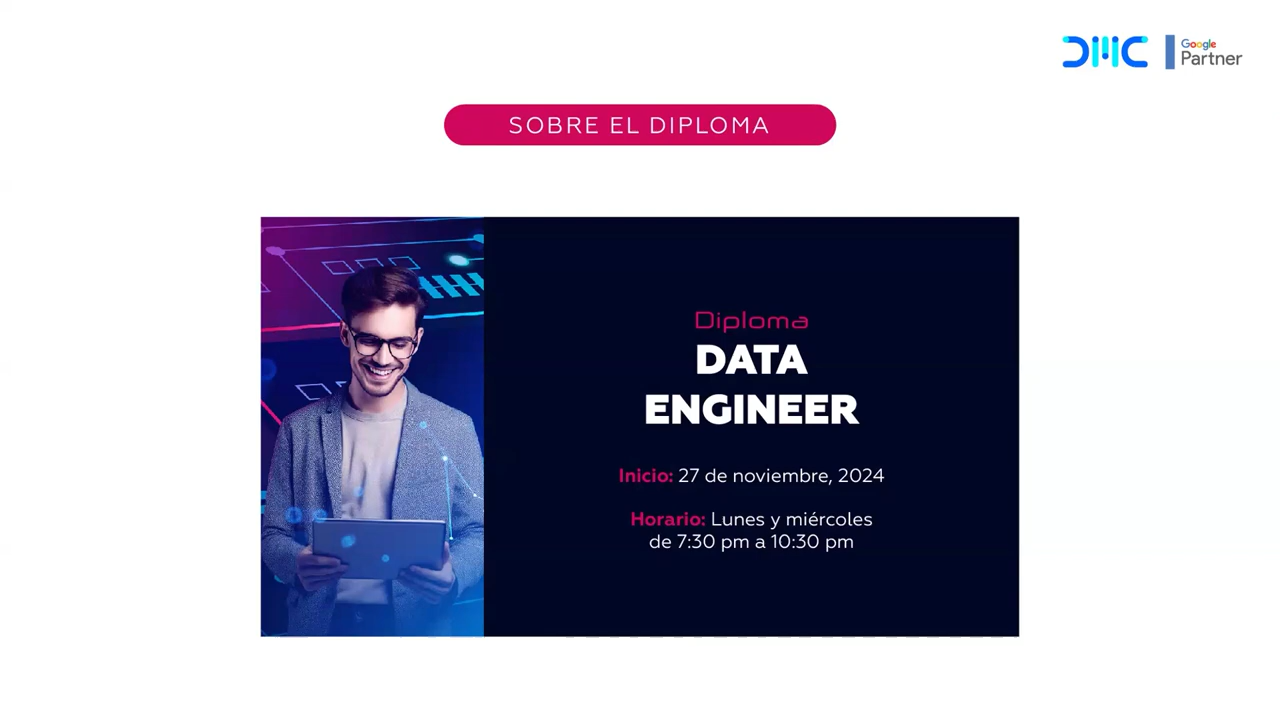 DMC
Google
Partner
SOBRE EL DIPLOMA
Diploma
DATA
ENGINEER
Inicio: 27 de noviembre, 2024
Horario: Lunes y miércoles
de 7:30 pm a 10:30 pm